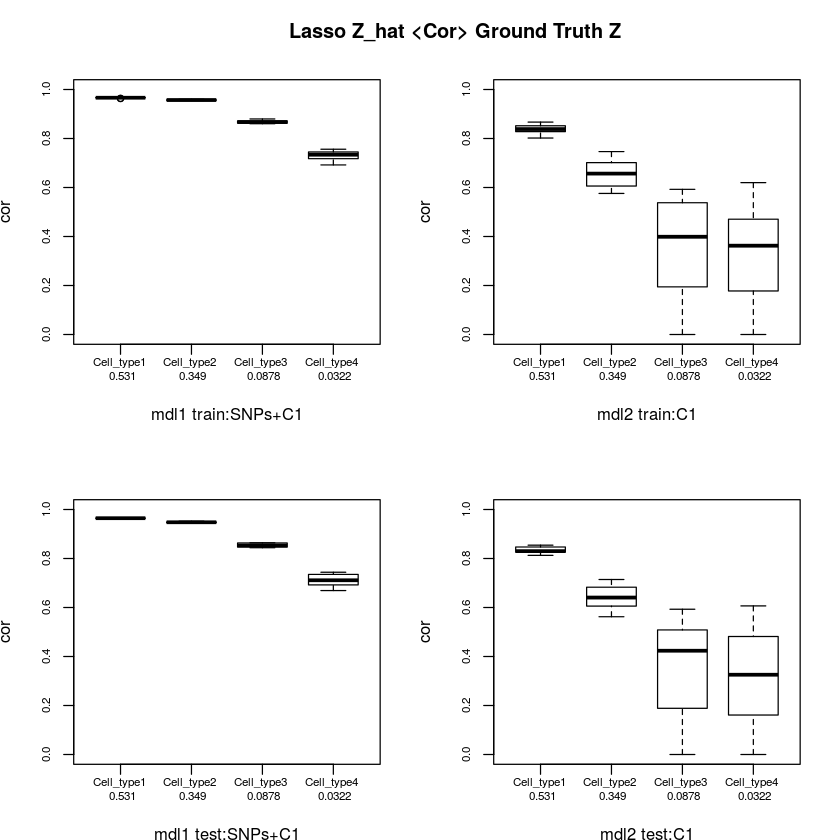 Lasso Z_hat <Cor> Ground Truth Z
cor
1.0
0.8
0.6
0.4
0.2
0.0
Cell_type1 Cell_type2 Cell_type3 Cell_type4
0.531 0.349 0.0878 0.0322
mdl1 train:SNPs+C1
cor
1.0
0.8
0.6
0.4
0.2
0.0
Cell_type1 Cell_type2 Cell_type3 Cell_type4
0.531 0.349 0.0878 0.0322
mdl2 train:C1
cor
1.0
0.8
0.6
0.4
0.2
0.0
Cell_type1 Cell_type2 Cell_type3 Cell_type4
0.531 0.349 0.0878 0.0322
mdl1 test:SNPs+C1
cor
1.0
0.8
0.6
0.4
0.2
0.0
Cell_type1 Cell_type2 Cell_type3 Cell_type4
0.531 0.349 0.0878 0.0322
mdl2 test:C1